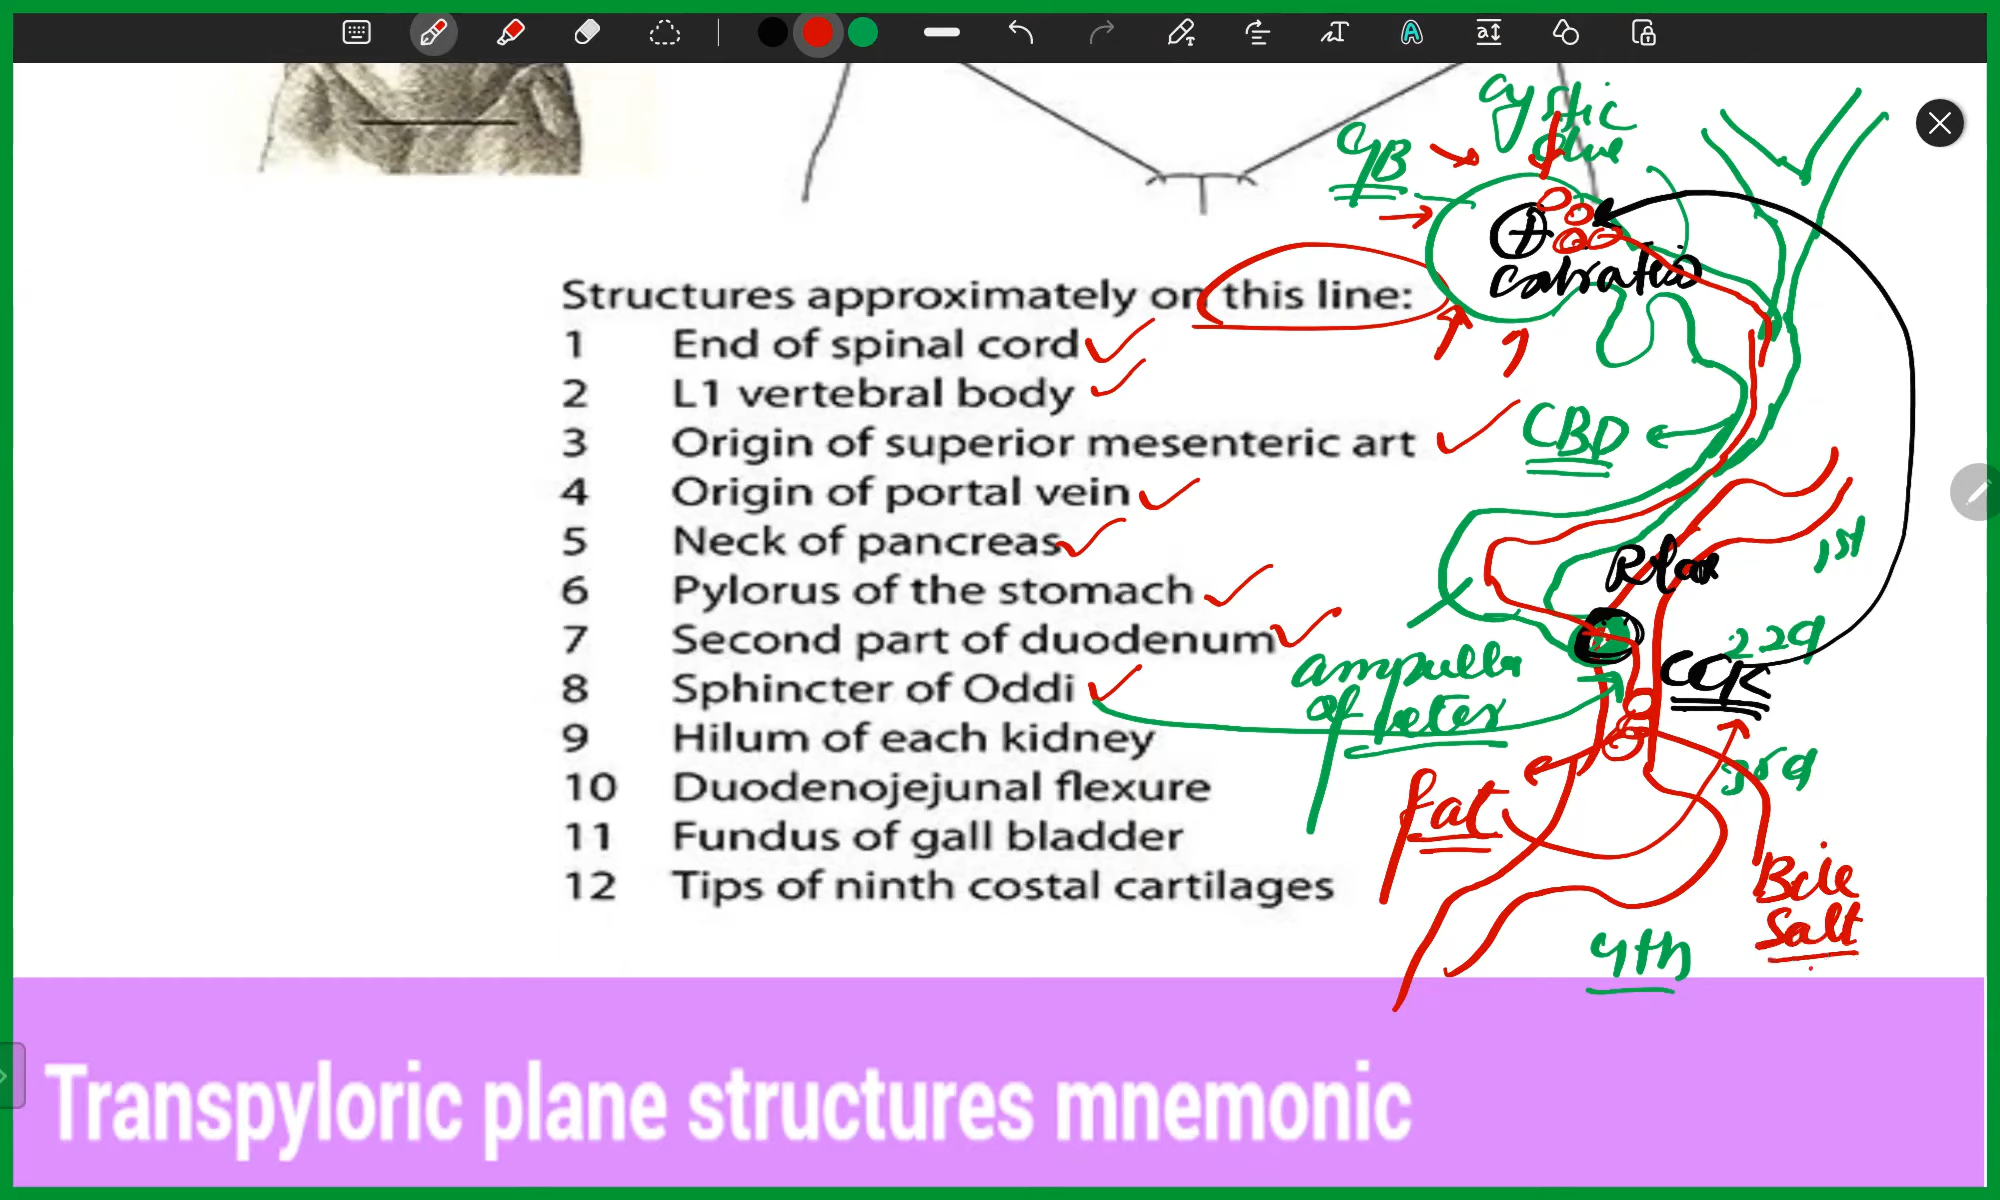 cystic
GB
Structures approximately on this line:
1 End of spinal cord
2 L1 vertebral body
3 Origin of superior mesenteric art
4 Origin of portal vein
5 Neck of pancreas
6 Pylorus of the stomach
7 Second part of duodenum
8 Sphincter of Oddi
9 Hilum of each kidney
10 Duodenojejunal flexure
11 Fundus of gall bladder
12 Tips of ninth costal cartilages
CBD
1st
CCK
ampulla
of
fat
3rd
Bile
Salt
4th
Transpyloric plane structures mnemonic